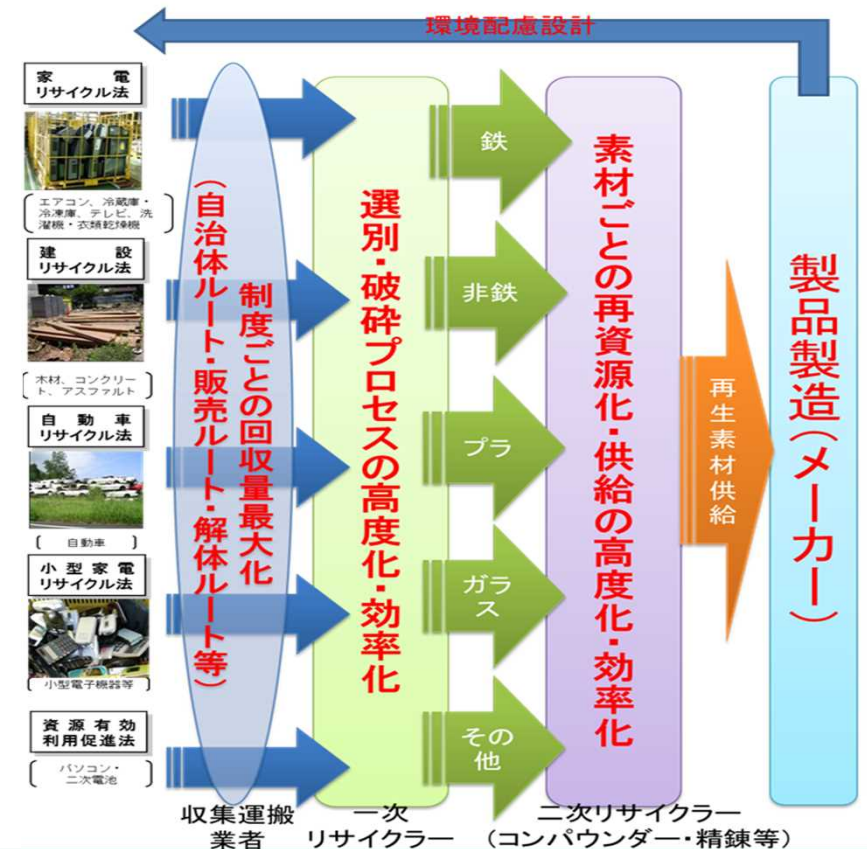 環境配慮設計
家電
リサイクル法
エアコン、冷蔵庫・
冷凍庫、テレビ、洗
濯機・衣類乾燥機
建設
リサイクル法
木材、コンクリー
ト、アスファルト
自動車
リサイクル法
自動車
小型家電
リサイクル法
小型電子機器等
資源有効
利用促進法
パソコン・
二次電池
制度ごとの回収量最大化
（自治体ルート・販売ルート・解体ルート等）
選別・破砕プロセスの高度化・効率化
鉄
非鉄
プラ
ガラ
ス
その
他
素材ごとの再資源化・供給の高度化・効率化
再生素材供給
製品製造（メーカー）
収集運搬
業者
一次
リサイクラー
二次リサイクラー
（コンパウンダー・精錬等）